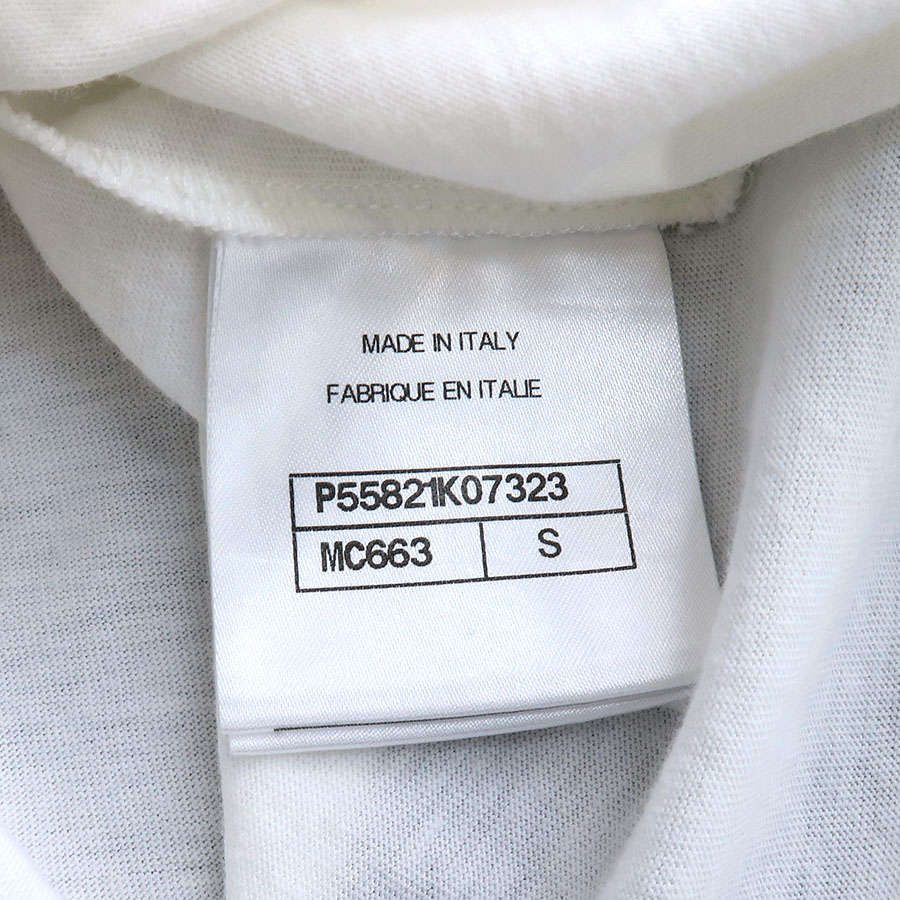 MADE IN ITALY
FABRIQUE EN ITALIE
P55821K07323
MC663 S